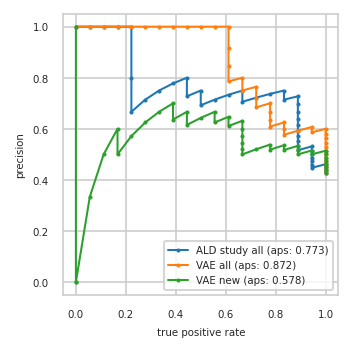 1.0
0.8
0.6
0.4
0.2
0.0
precision
ALD study all (aps: 0.773)
VAE all (aps: 0.872)
VAE new (aps: 0.578)
0.0 0.2 0.4 0.6 0.8 1.0
true positive rate